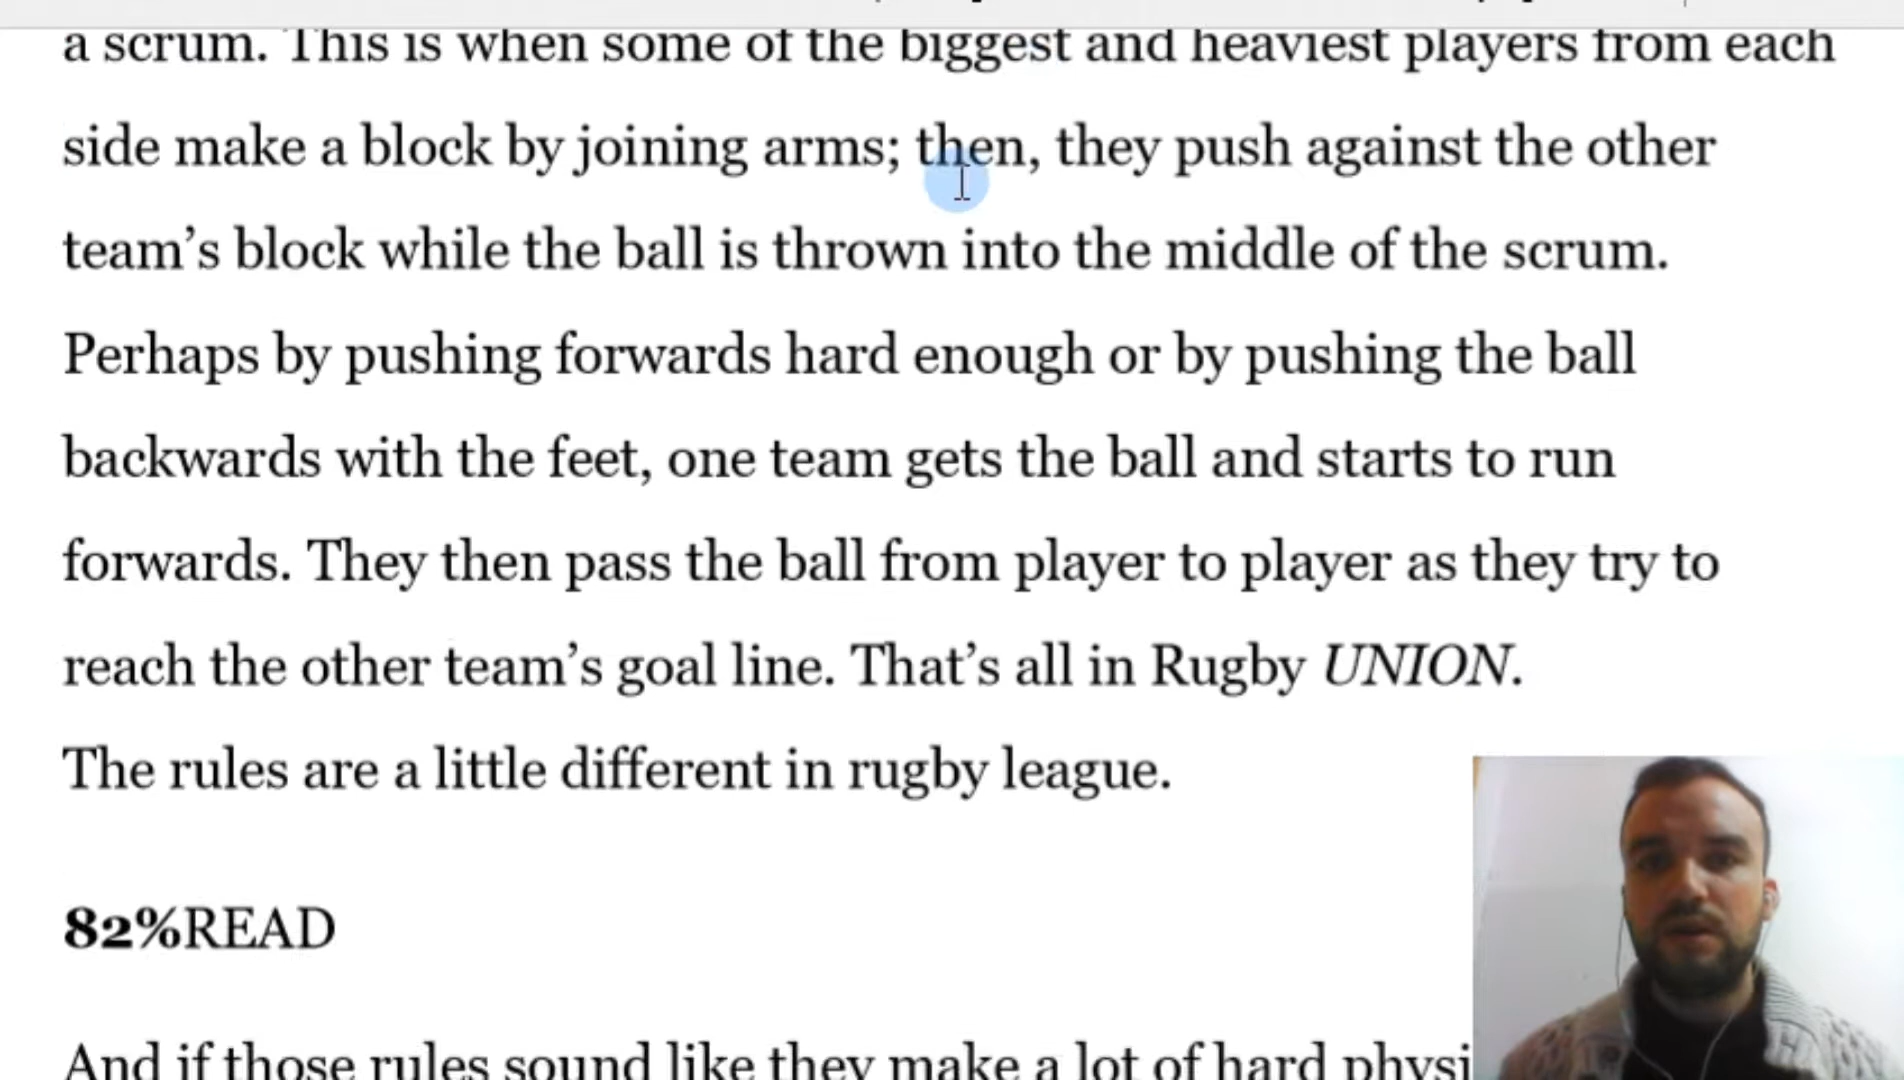 a scrum. This is when some of the biggest and heaviest players from each
side make a block by joining arms; then, they push against the other
team’s block while the ball is thrown into the middle of the scrum.
Perhaps by pushing forwards hard enough or by pushing the ball
backwards with the feet, one team gets the ball and starts to run
forwards. They then pass the ball from player to player as they try to
reach the other team’s goal line. That’s all in Rugby UNION.
The rules are a little different in rugby league.
82%READ
And if those rules sound like they make a lot of hard physi